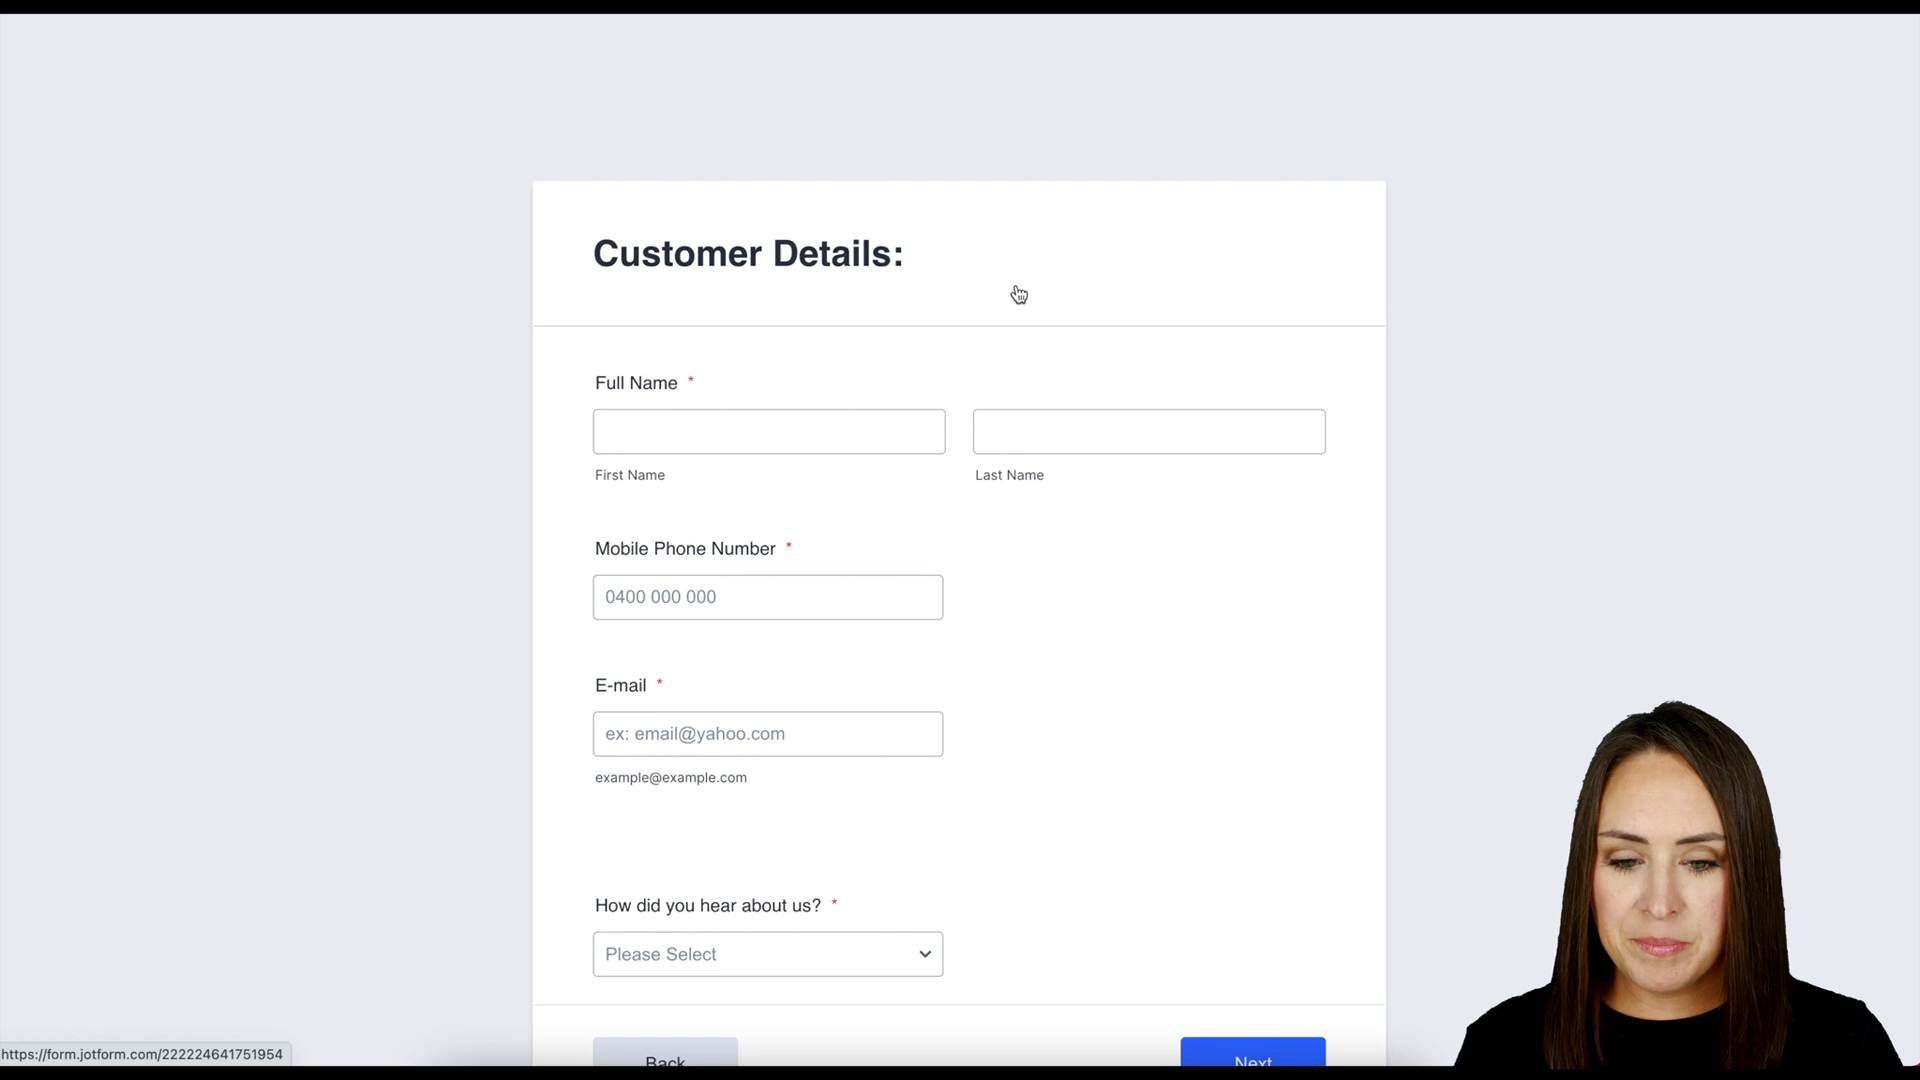 Customer Details:
Full Name *
First Name
Last Name
Mobile Phone Number *
0400 000 000
E-mail *
ex: email@yahoo.com
example@example.com
How did you hear about us? *
Please Select
Back
Next
https://form.jotform.com/222224641751954